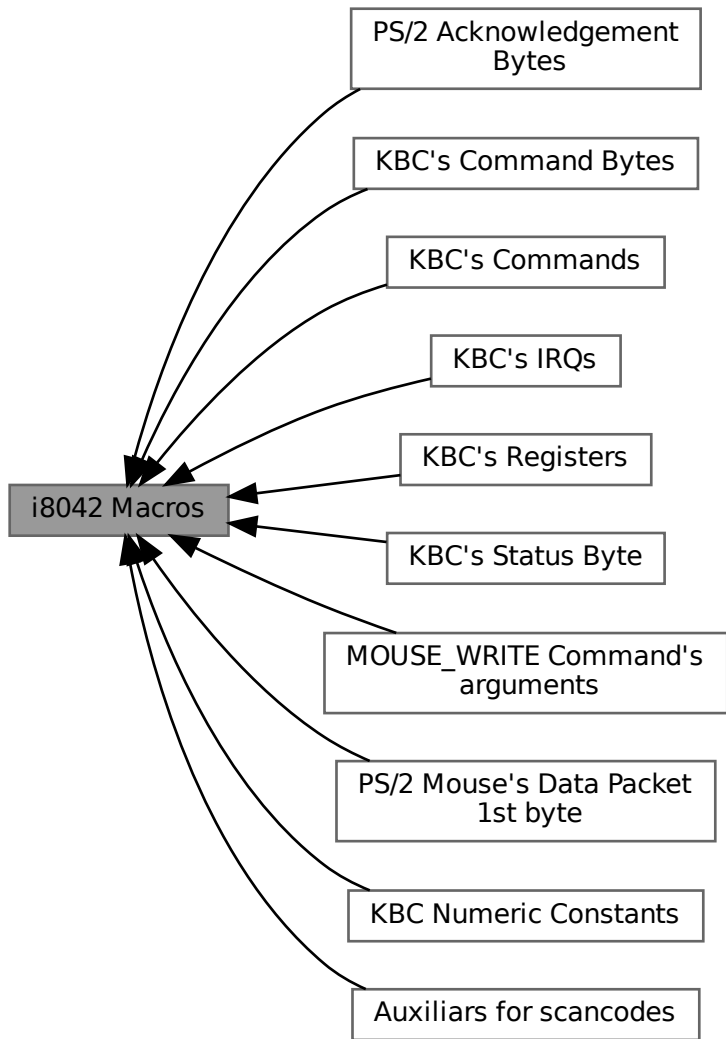 PS/2 Acknowledgement
Bytes
KBC's Command Bytes
KBC's Commands
KBC's IRQs
KBC's Registers
i8042 Macros
KBC's Status Byte
MOUSE_WRITE Command's
arguments
PS/2 Mouse's Data Packet
1st byte
KBC Numeric Constants
Auxiliars for scancodes